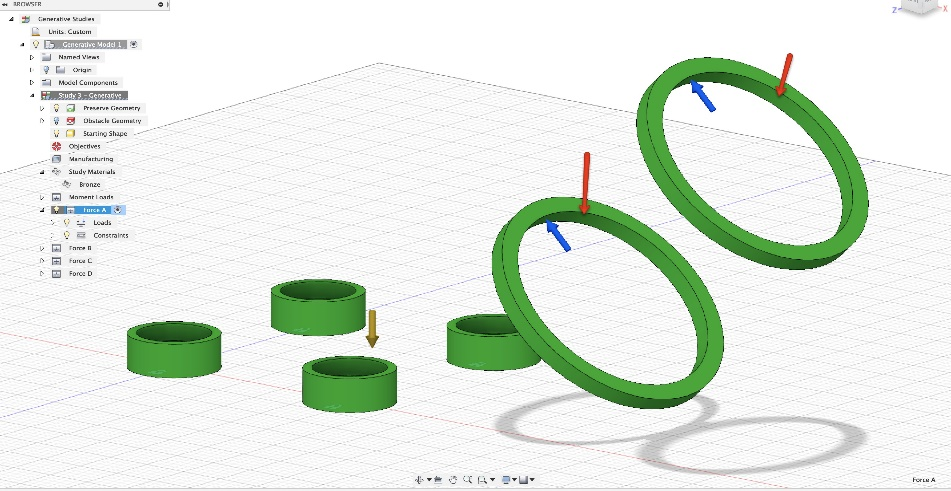 BROWSER
Generative Studies
Units: Custom
Generative Model 1
Named Views
Origin
Model Components
Study 3 - Generative
Preserve Geometry
Obstacle Geometry
Starting Shape
Objectives
Manufacturing
Study Materials
Bronze
Moment Loads
Force A
Loads
Constraints
Force B
Force C
Force D
Z
X
Force A